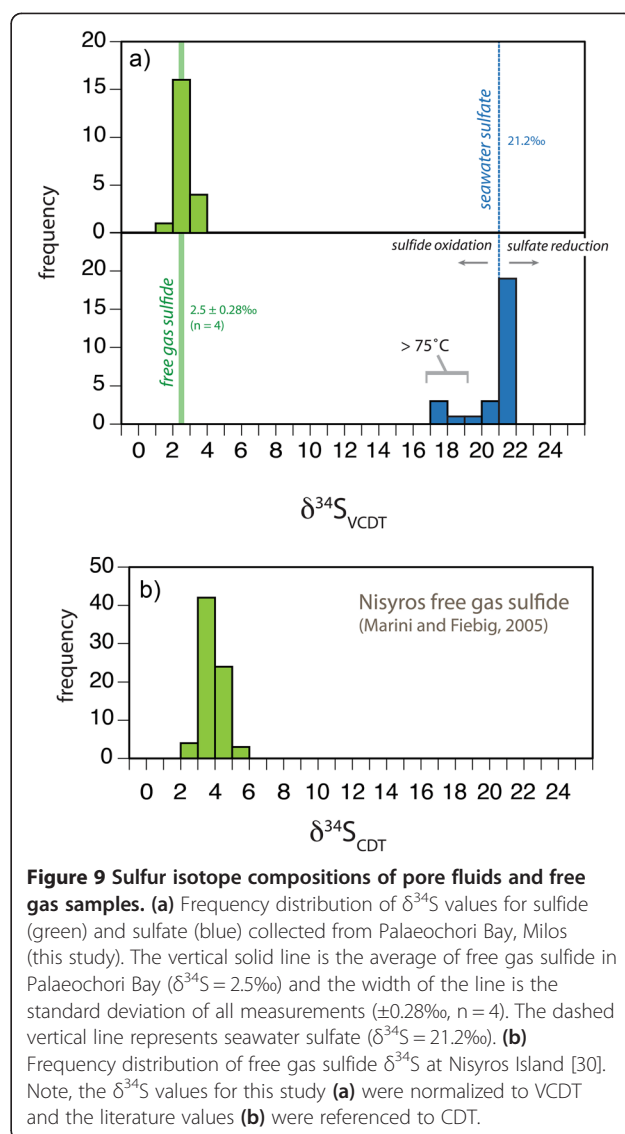 a)
20
15
10
5
0
frequency
seawater sulfate
21.2‰
sulfide oxidation
sulfate reduction
20
15
10
5
0
free gas sulfide
2.5 ± 0.28‰
(n = 4)
> 75˚C
0 2 4 6 8 10 12 14 16 18 20 22 24
δ³⁴S_VCDT
b)
50
40
30
20
10
0
frequency
Nisyros free gas sulfide
(Marini and Fiebig, 2005)
0 2 4 6 8 10 12 14 16 18 20 22 24
δ³⁴S_CDT
Figure 9 Sulfur isotope compositions of pore fluids and free
gas samples. (a) Frequency distribution of δ³⁴S values for sulfide
(green) and sulfate (blue) collected from Palaeochori Bay, Milos
(this study). The vertical solid line is the average of free gas sulfide in
Palaeochori Bay (δ³⁴S = 2.5‰) and the width of the line is the
standard deviation of all measurements (±0.28‰, n = 4). The dashed
vertical line represents seawater sulfate (δ³⁴S = 21.2‰). (b)
Frequency distribution of free gas sulfide δ³⁴S at Nisyros Island [30].
Note, the δ³⁴S values for this study (a) were normalized to VCDT
and the literature values (b) were referenced to CDT.